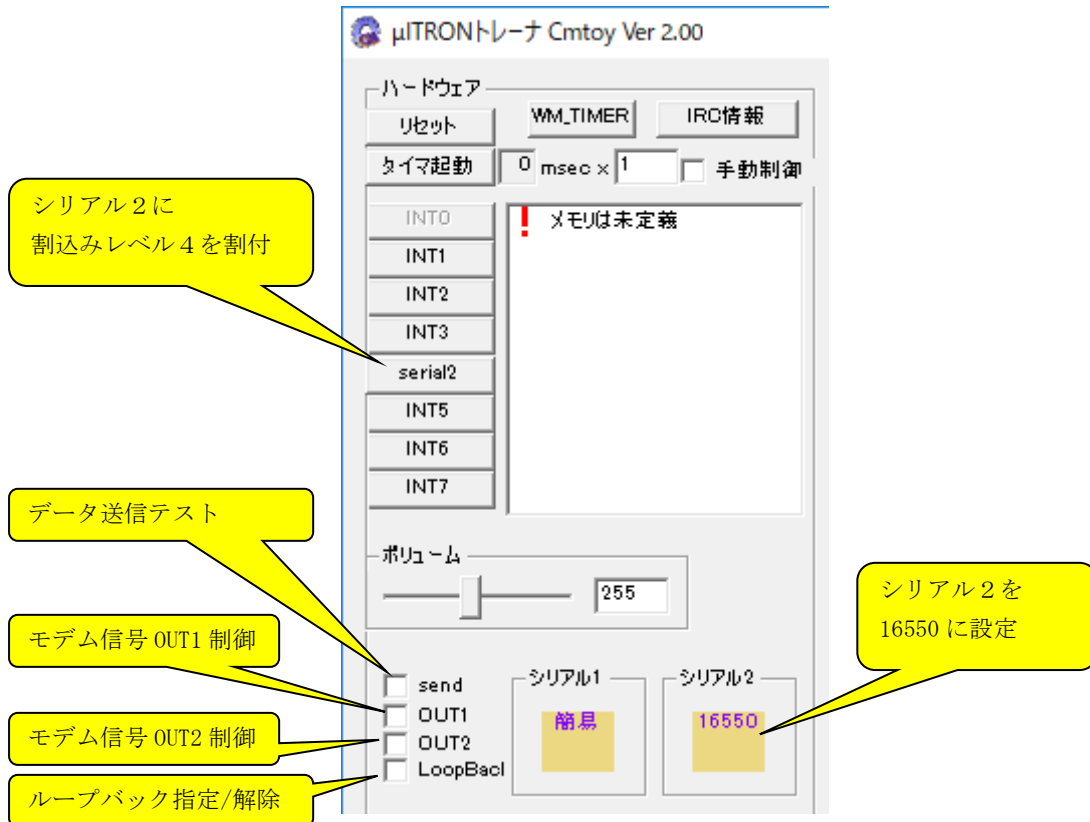 μITRONトレーナ Cmtoy Ver 2.00
ハードウェア
リセット
WM_TIMER
IRC情報
タイマ起動
0 msec × 1
手動制御
シリアル２に
割込みレベル４を割付
INT0
! メモリは未定義
INT1
INT2
INT3
serial2
INT5
INT6
INT7
データ送信テスト
ボリューム
255
シリアル２を
16550 に設定
モデム信号 OUT1 制御
モデム信号 OUT2 制御
ループバック指定/解除
send
OUT1
OUT2
LoopBacl
シリアル1
簡易
シリアル2
16550